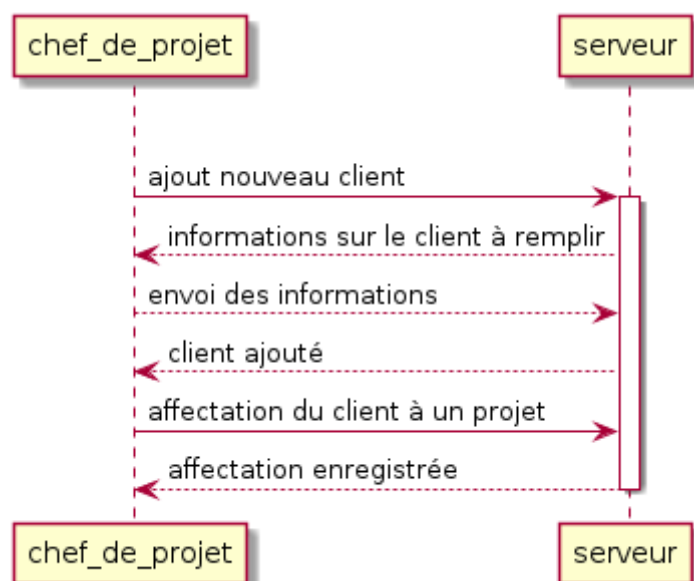 chef_de_projet
serveur
ajout nouveau client
informations sur le client à remplir
envoi des informations
client ajouté
affectation du client à un projet
affectation enregistrée
chef_de_projet
serveur